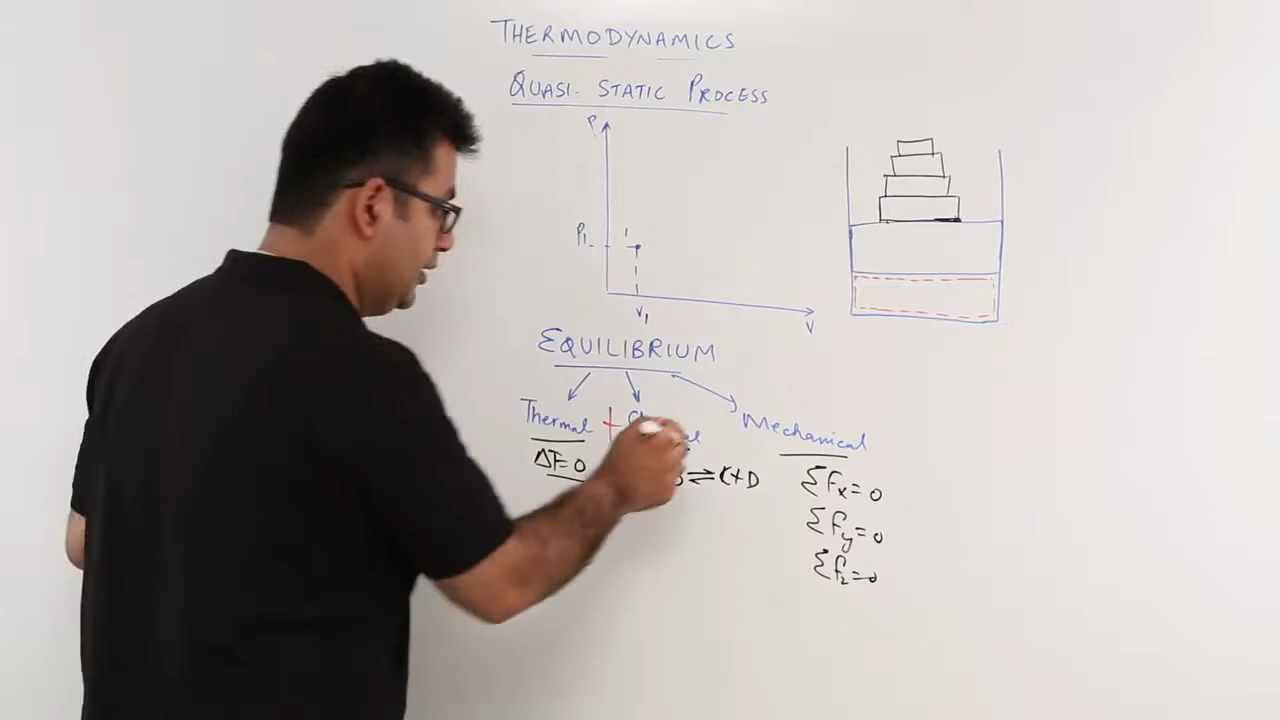 THERMODYNAMICS
QUASI-STATIC PROCESS
P
P1
1
V1
V
EQUILIBRIUM
Thermal +
Mechanical
ΔT=0
⇌ C+D
Σfx=0
Σfy=0
Σfz=0